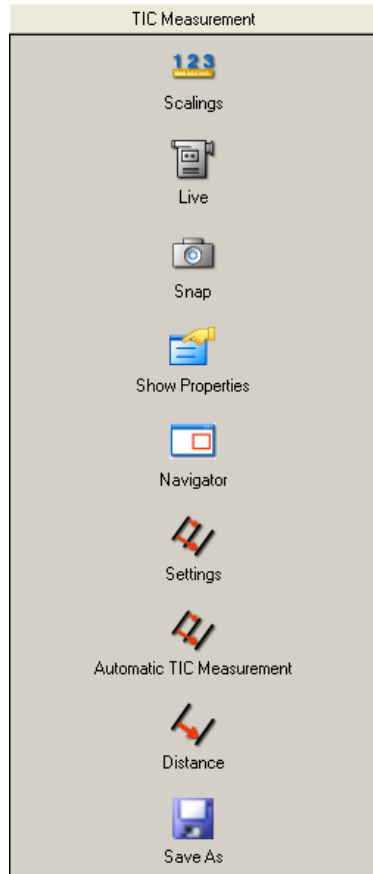 TIC Measurement
123
Scalings
Live
Snap
Show Properties
Navigator
Settings
Automatic TIC Measurement
Distance
Save As